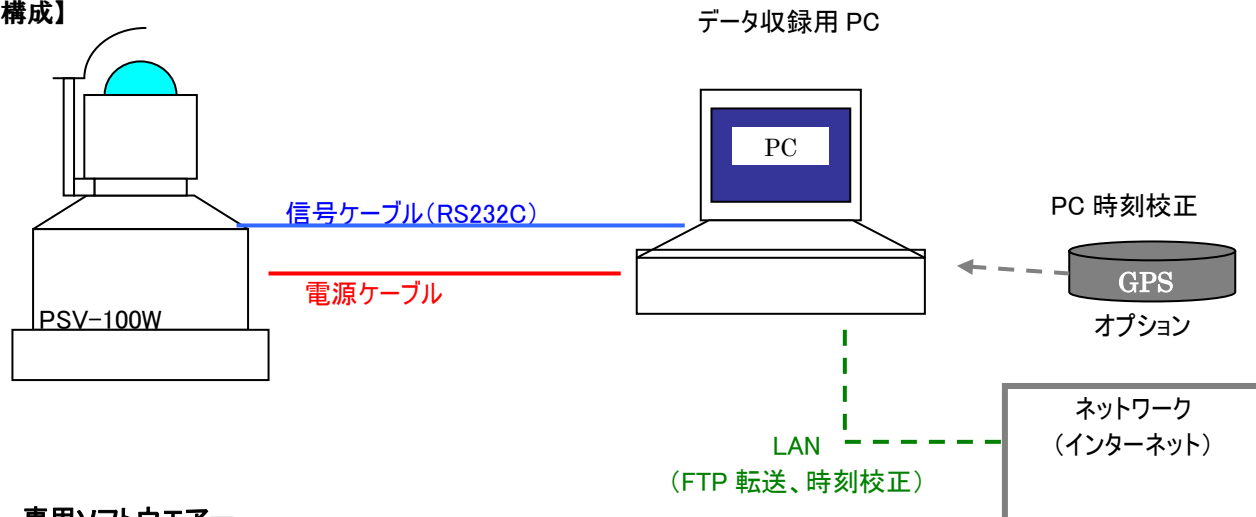 構成】
データ収録用 PC
PC
信号ケーブル(RS232C)
PC 時刻校正
電源ケーブル
GPS
PSV-100W
オプション
ネットワーク
(インターネット)
LAN
(FTP 転送、時刻校正)
専用ソフトウエアー